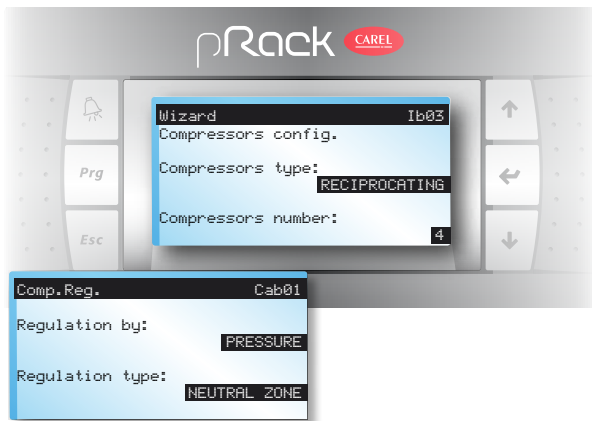 pRack CAREL
Wizard Ib03
Compressors config.
Compressors type:
RECIPROCATING
Compressors number:
4
Prg
Esc
Comp.Reg. Cab01
Regulation by:
PRESSURE
Regulation type:
NEUTRAL ZONE